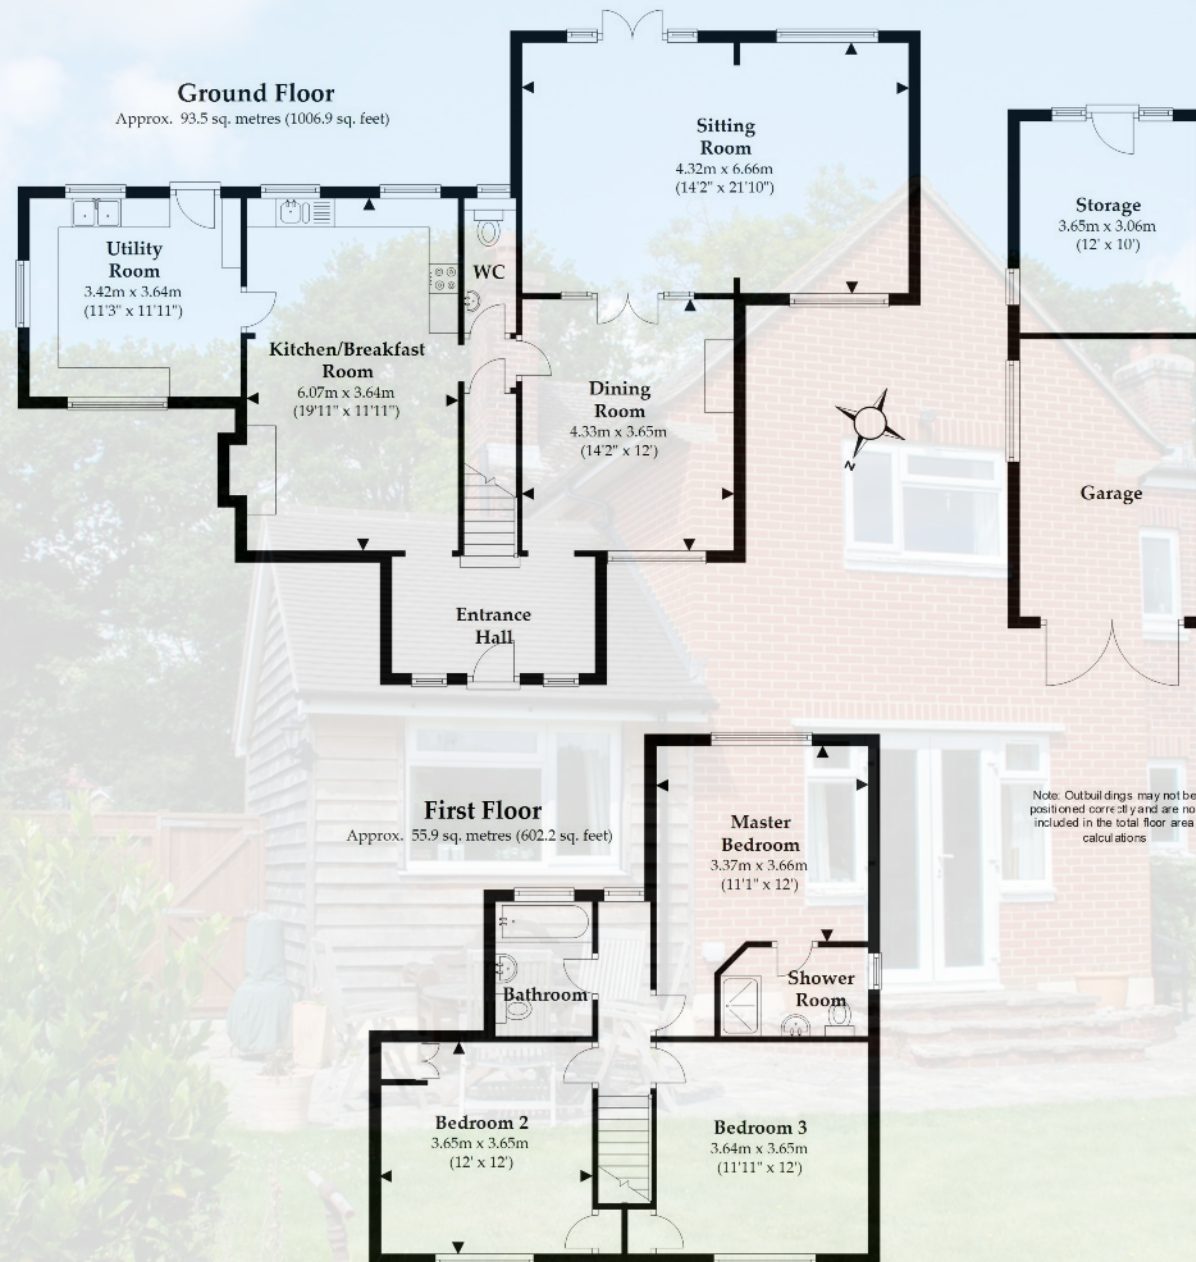 Ground Floor
Approx. 93.5 sq. metres (1006.9 sq. feet)
Sitting
Room
4.32m x 6.66m
(14'2" x 21'10")
Storage
3.65m x 3.06m
(12' x 10')
Utility
Room
3.42m x 3.64m
(11'3" x 11'11")
WC
Kitchen/Breakfast
Room
6.07m x 3.64m
(19'11" x 11'11")
Dining
Room
4.33m x 3.65m
(14'2" x 12')
N
Garage
Entrance
Hall
First Floor
Approx. 55.9 sq. metres (602.2 sq. feet)
Master
Bedroom
3.37m x 3.66m
(11'1" x 12')
Note: Outbuildings may not be
positioned correctly and are no
included in the total floor area
calculations
Shower
Room
Bathroom
Bedroom 2
3.65m x 3.65m
(12' x 12')
Bedroom 3
3.64m x 3.65m
(11'11" x 12')